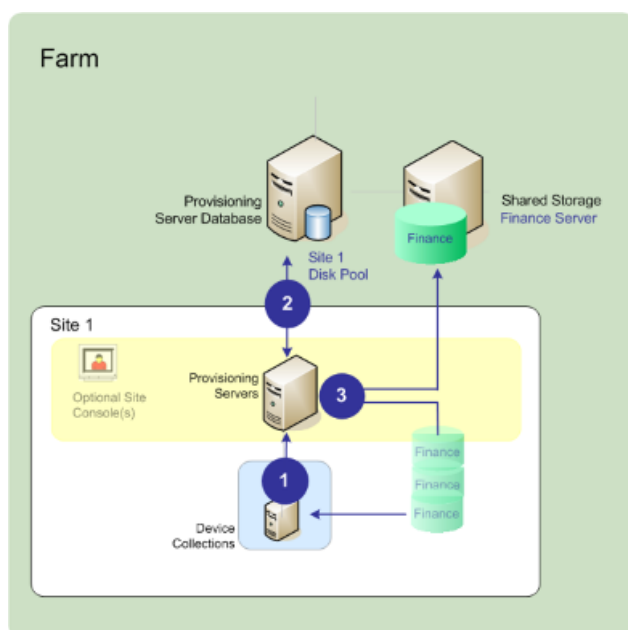 Farm
Provisioning
Server Database
Site 1
Disk Pool
Shared Storage
Finance Server
Finance
2
Site 1
Optional Site
Console(s)
Provisioning
Servers
3
Finance
Finance
Finance
1
Device
Collections